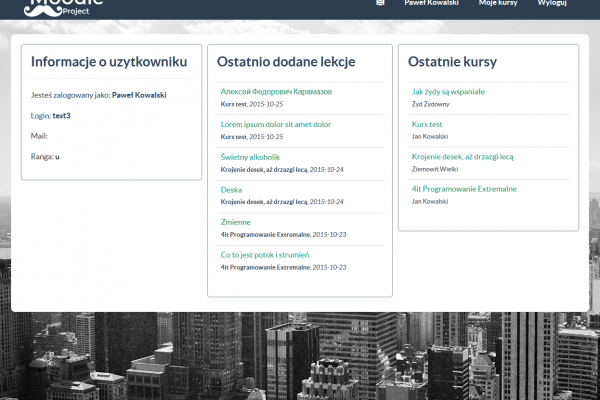 Moodle
Project
Paweł Kowalski Moje kursy Wyloguj
Informacje o uzytkowniku
Jesteś zalogowany jako: Paweł Kowalski
Login: test3
Mail:
Ranga: u
Ostatnio dodane lekcje
Алексей Федорович Карамазов
Kurs test, 2015-10-25
Lorem ipsum dolor sit amet dolor
Kurs test, 2015-10-25
Świetny alkoholik
Krojenie desek, aż drzazgi lecą, 2015-10-24
Deska
Krojenie desek, aż drzazgi lecą, 2015-10-24
Zmienne
4it Programowanie Exremalne, 2015-10-23
Co to jest potok i strumień
4it Programowanie Exremalne, 2015-10-23
Ostatnie kursy
Jak żydy są wspaniałe
Żyd Żydowny
Kurs test
Jan Kowalski
Krojenie desek, aż drzazgi lecą
Ziemowit Wielki
4it Programowanie Extremalne
Jan Kowalski